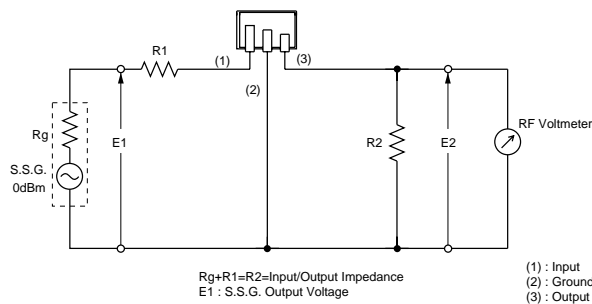 R1
(1)
(3)
(2)
Rg
S.S.G.
0dBm
E1
R2
E2
RF Voltmeter
Rg+R1=R2=Input/Output Impedance
E1 : S.S.G. Output Voltage
(1) : Input
(2) : Ground
(3) : Output